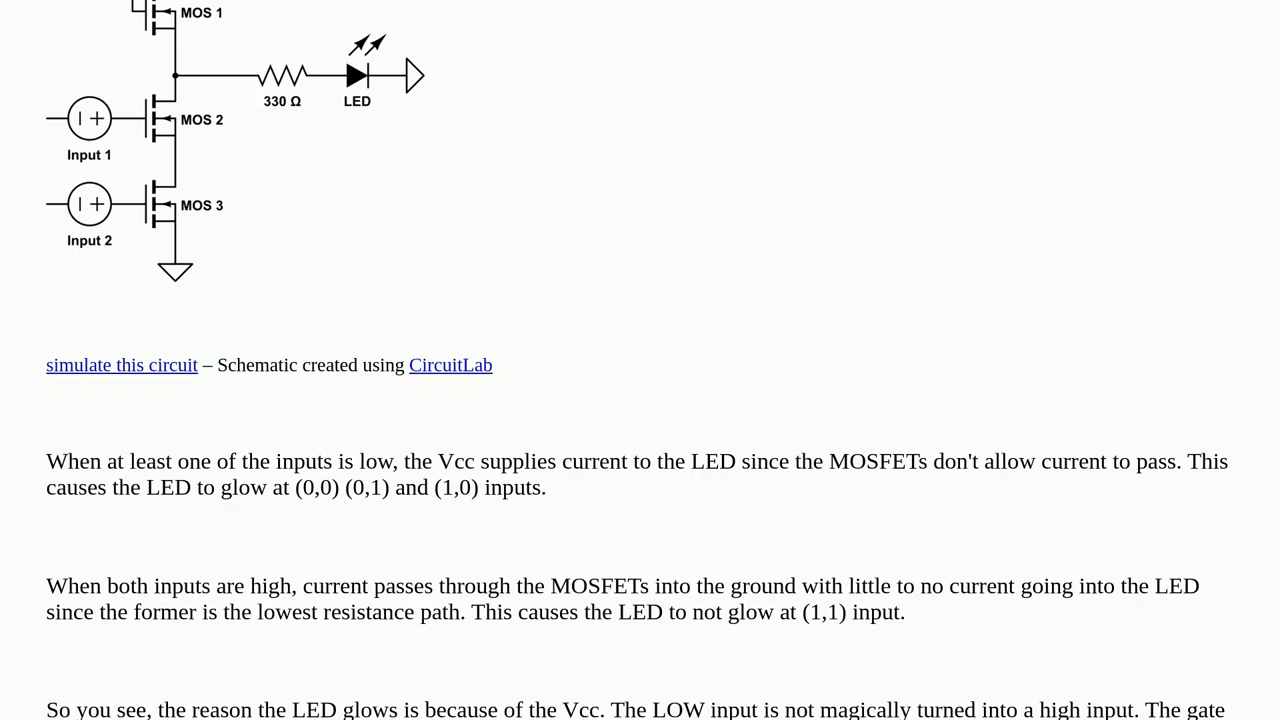 MOS 1
330 Ω
LED
MOS 2
Input 1
MOS 3
Input 2
simulate this circuit – Schematic created using CircuitLab
When at least one of the inputs is low, the Vcc supplies current to the LED since the MOSFETs don't allow current to pass. This
causes the LED to glow at (0,0) (0,1) and (1,0) inputs.
When both inputs are high, current passes through the MOSFETs into the ground with little to no current going into the LED
since the former is the lowest resistance path. This causes the LED to not glow at (1,1) input.
So you see, the reason the LED glows is because of the Vcc. The LOW input is not magically turned into a high input. The gate